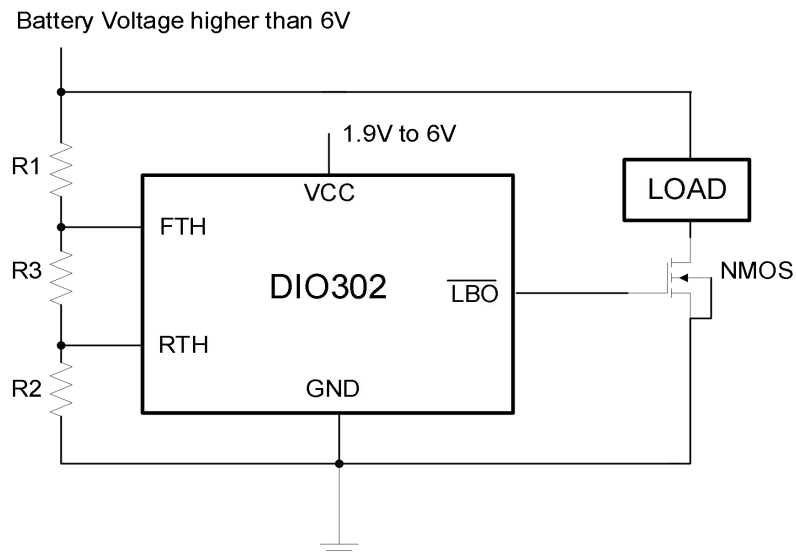 Battery Voltage higher than 6V
1.9V to 6V
R1
VCC
LOAD
FTH
R3
DIO302
LBO
NMOS
RTH
R2
GND